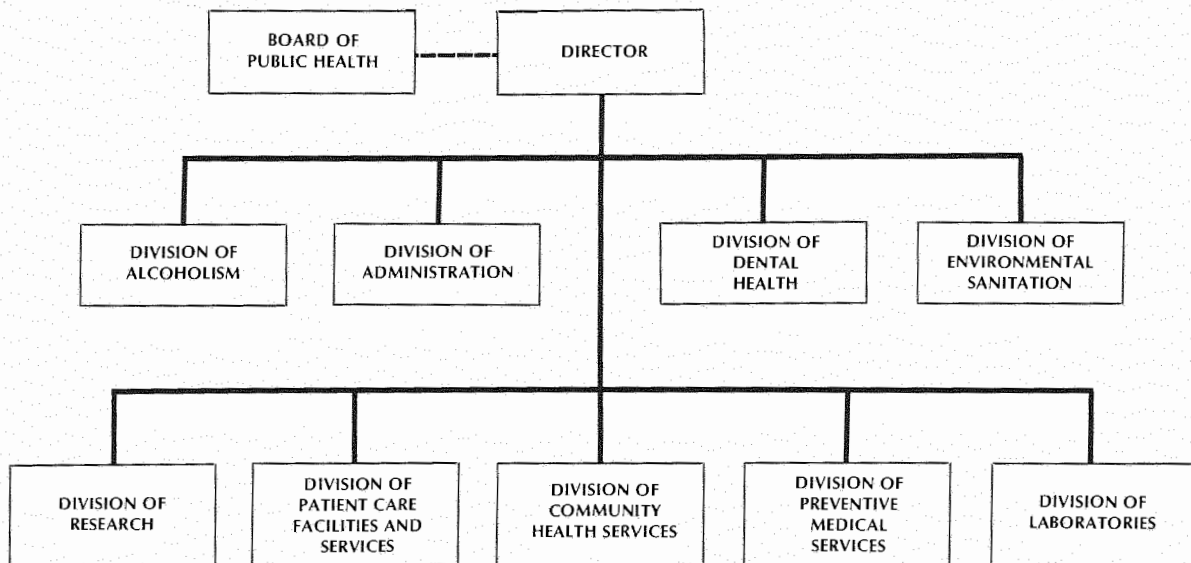 BOARD OF
PUBLIC HEALTH
DIRECTOR
DIVISION OF
ALCOHOLISM
DIVISION OF
ADMINISTRATION
DIVISION OF
DENTAL
HEALTH
DIVISION OF
ENVIRONMENTAL
SANITATION
DIVISION OF
RESEARCH
DIVISION OF
PATIENT CARE
FACILITIES AND
SERVICES
DIVISION OF
COMMUNITY
HEALTH SERVICES
DIVISION OF
PREVENTIVE
MEDICAL
SERVICES
DIVISION OF
LABORATORIES